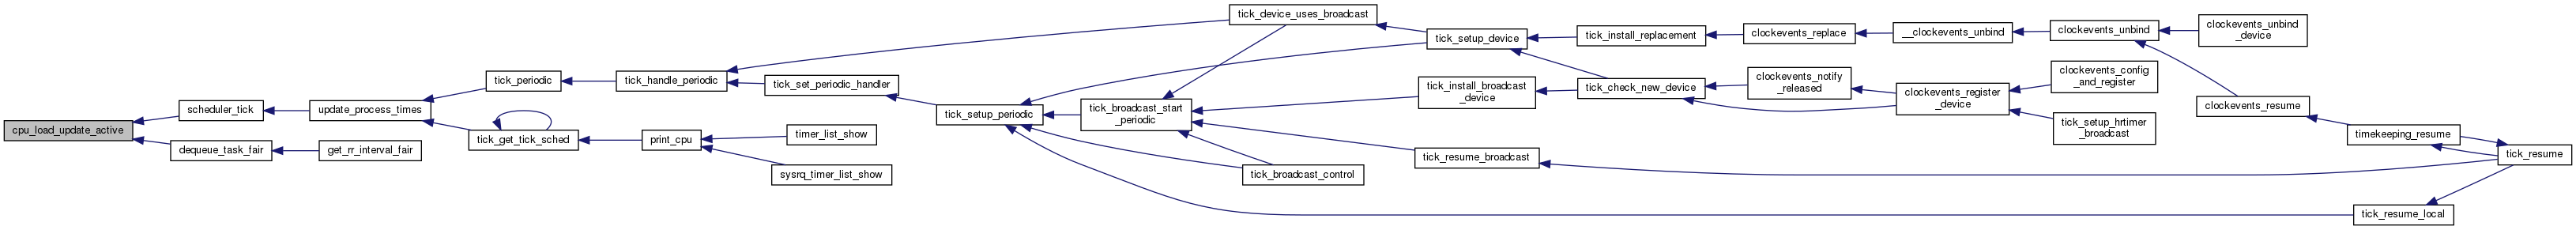 cpu_load_update_active
scheduler_tick
dequeue_task_fair
update_process_times
get_rr_interval_fair
tick_periodic
tick_get_tick_sched
tick_handle_periodic
print_cpu
tick_set_periodic_handler
timer_list_show
sysrq_timer_list_show
tick_setup_periodic
tick_broadcast_start
_periodic
tick_device_uses_broadcast
tick_broadcast_control
tick_setup_device
tick_install_broadcast
_device
tick_resume_broadcast
tick_install_replacement
tick_check_new_device
clockevents_replace
clockevents_notify
_released
__clockevents_unbind
clockevents_register
_device
clockevents_unbind
clockevents_config
_and_register
tick_setup_hrtimer
_broadcast
clockevents_unbind
_device
clockevents_resume
timekeeping_resume
tick_resume_local
tick_resume